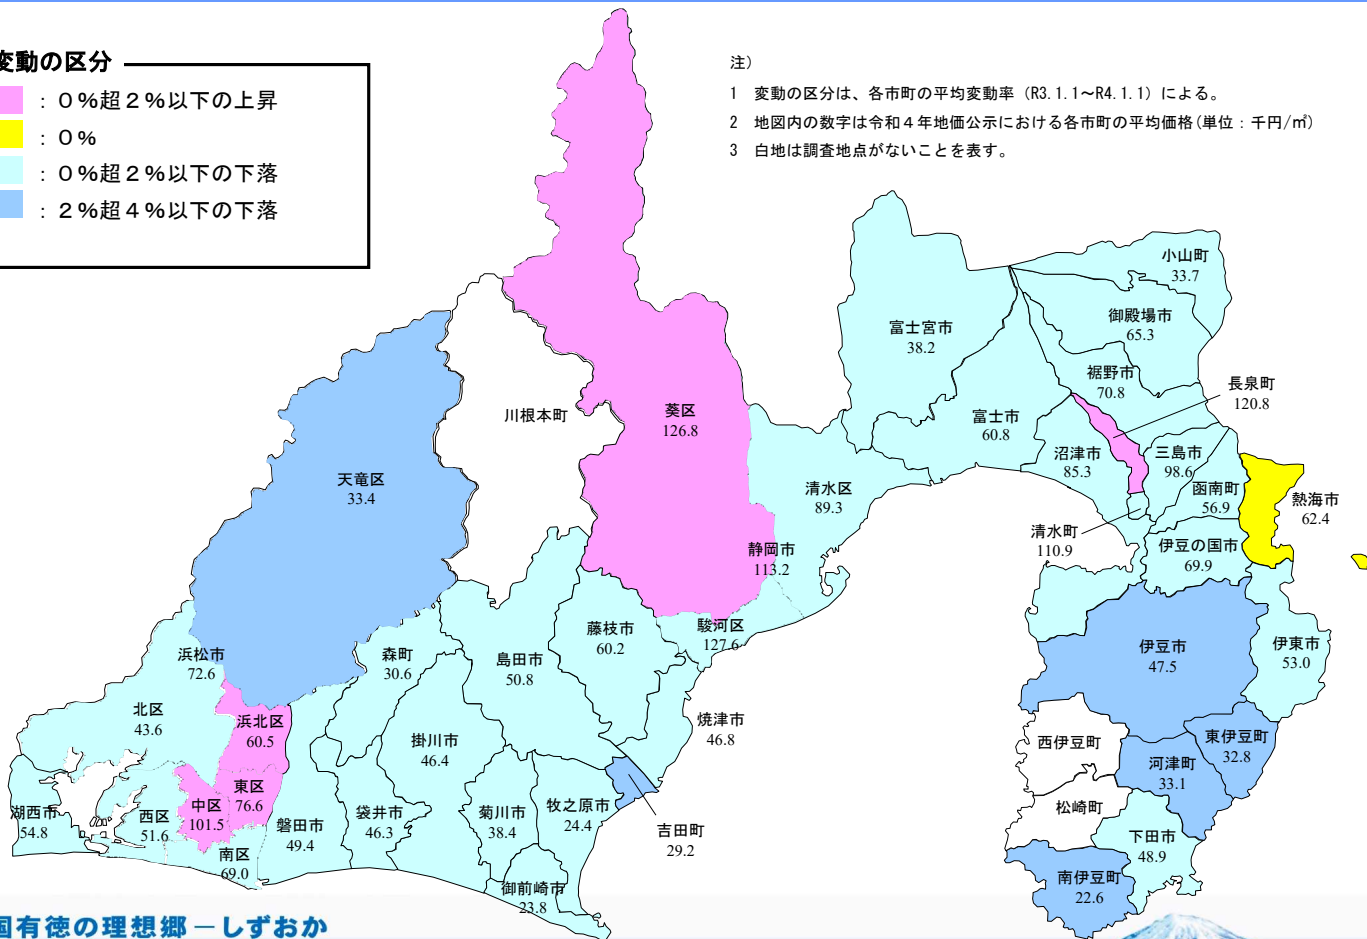 変動の区分
：０％超２％以下の上昇
：０％
：０％超２％以下の下落
：２％超４％以下の下落
注）
1　変動の区分は、各市町の平均変動率（R3.1.1～R4.1.1）による。
2　地図内の数字は令和４年地価公示における各市町の平均価格(単位：千円/㎡)
3　白地は調査地点がないことを表す。
小山町
33.7
御殿場市
65.3
富士宮市
38.2
裾野市
70.8
長泉町
120.8
川根本町
葵区
126.8
富士市
60.8
沼津市
85.3
三島市
98.6
函南町
56.9
熱海市
62.4
天竜区
33.4
清水区
89.3
清水町
110.9
伊豆の国市
69.9
静岡市
113.2
駿河区
127.6
藤枝市
60.2
島田市
50.8
森町
30.6
浜松市
72.6
伊豆市
47.5
伊東市
53.0
北区
43.6
浜北区
60.5
掛川市
46.4
焼津市
46.8
西伊豆町
東伊豆町
32.8
河津町
33.1
湖西市
54.8
西区
51.6
中区
101.5
東区
76.6
南区
69.0
磐田市
49.4
袋井市
46.3
菊川市
38.4
牧之原市
24.4
吉田町
29.2
松崎町
下田市
48.9
御前崎市
23.8
南伊豆町
22.6
国有徳の理想郷－しずおか